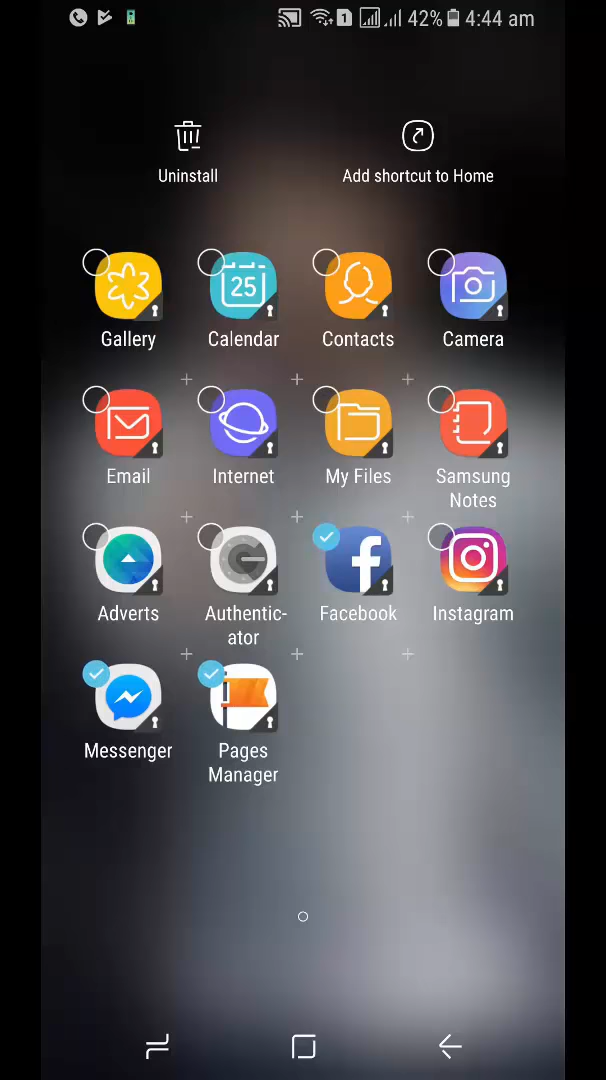 1 42% 4:44 am
Uninstall
Add shortcut to Home
Gallery
25
Calendar
Contacts
Camera
Email
Internet
My Files
Samsung
Notes
Adverts
Authentic-
ator
f
Facebook
Instagram
Messenger
Pages
Manager